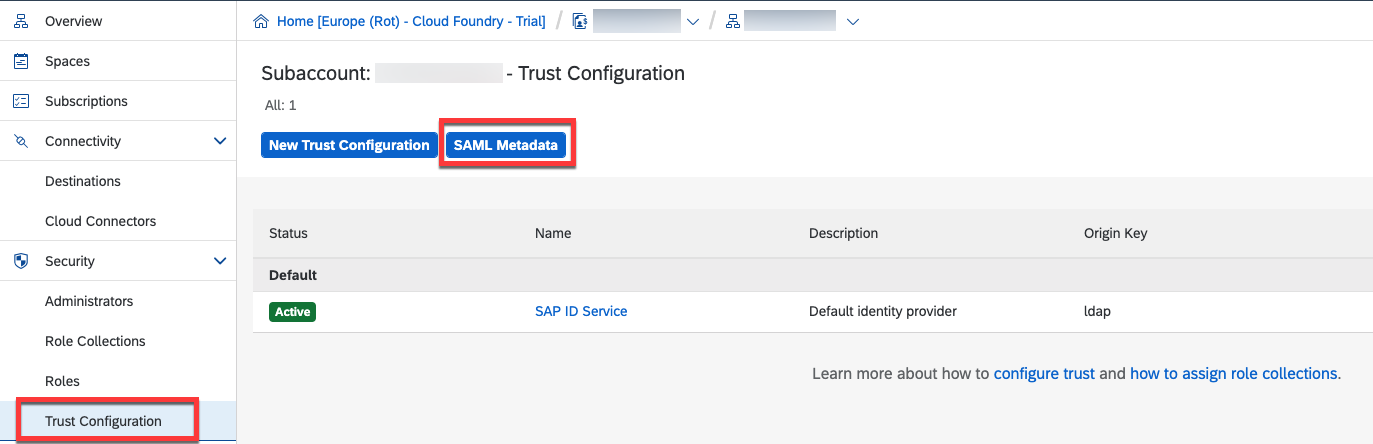 Overview
Spaces
Subscriptions
Connectivity
Destinations
Cloud Connectors
Security
Administrators
Role Collections
Roles
Trust Configuration
Home [Europe (Rot) - Cloud Foundry - Trial] / /
Subaccount: - Trust Configuration
All: 1
New Trust Configuration SAML Metadata
Status Name Description Origin Key
Default
Active SAP ID Service Default identity provider ldap
Learn more about how to configure trust and how to assign role collections.